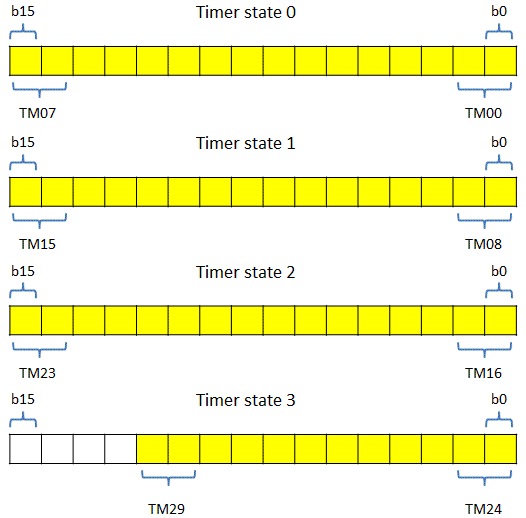 b15 Timer state 0 b0
TM07 TM00
b15 Timer state 1 b0
TM15 TM08
b15 Timer state 2 b0
TM23 TM16
b15 Timer state 3 b0
TM29 TM24